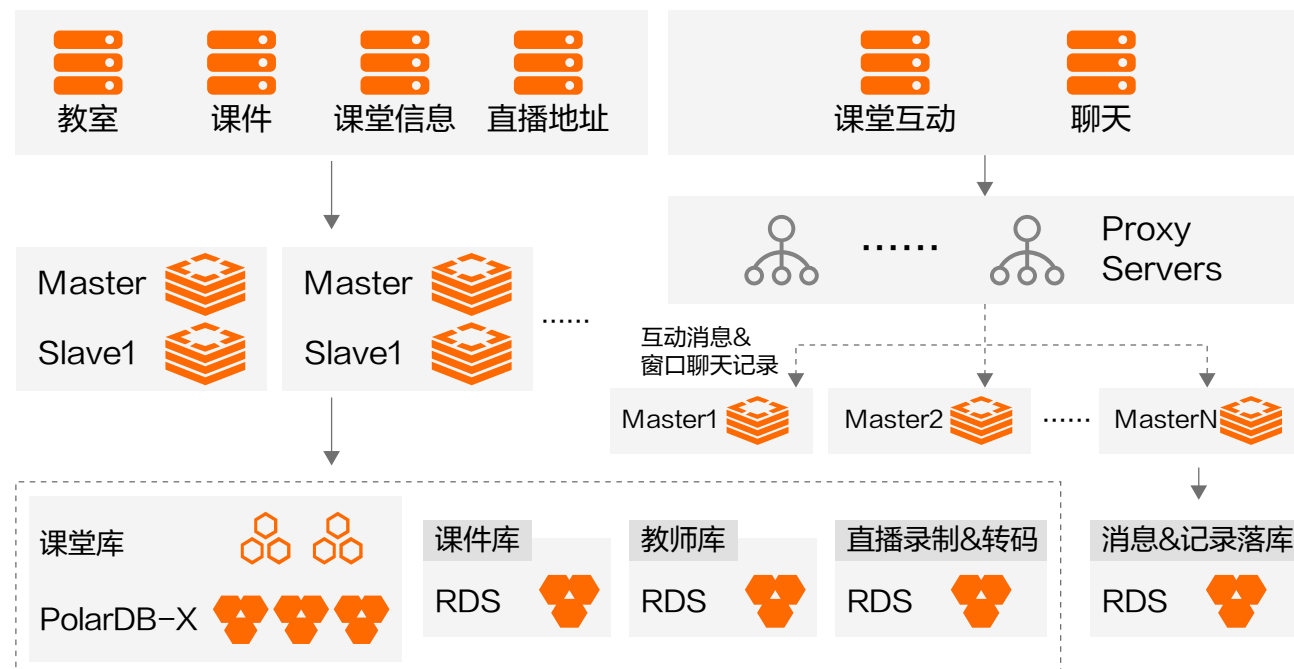 教室
课件
课堂信息
直播地址
课堂互动
聊天
Proxy
Servers
······
Master
Slave1
Master
Slave1
······
互动消息&
窗口聊天记录
Master1
Master2
······
MasterN
课堂库
PolarDB-X
课件库
RDS
教师库
RDS
直播录制&转码
RDS
消息&记录落库
RDS